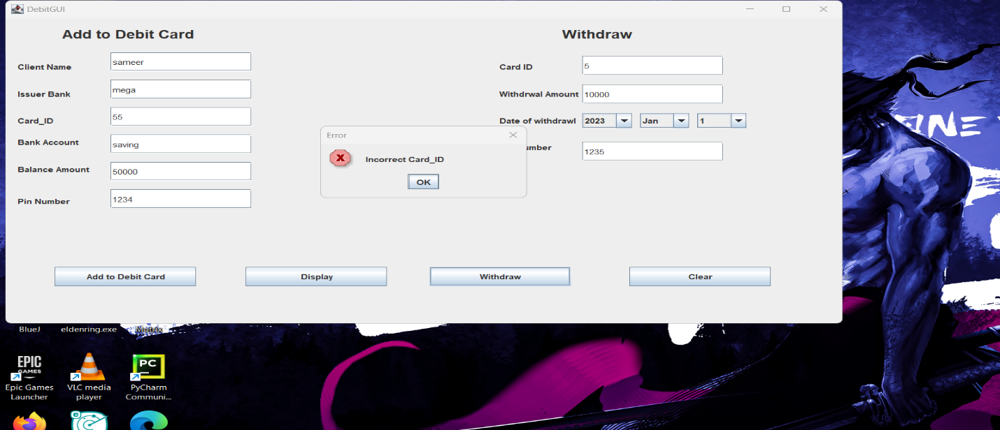 DebitGUI
Add to Debit Card
Withdraw
Client Name
sameer
Issuer Bank
mega
Card_ID
55
Bank Account
saving
Balance Amount
50000
Pin Number
1234
Card ID
5
Withdrwal Amount
10000
Date of withdrawl
2023
Jan
1
umber
1235
Error
Incorrect Card_ID
OK
Add to Debit Card
Display
Withdraw
Clear
INE
BlueJ
eldenring.exe
Motrix
EPIC
GAMES
PC
Epic Games
Launcher
VLC media
player
PyCharm
Communi...